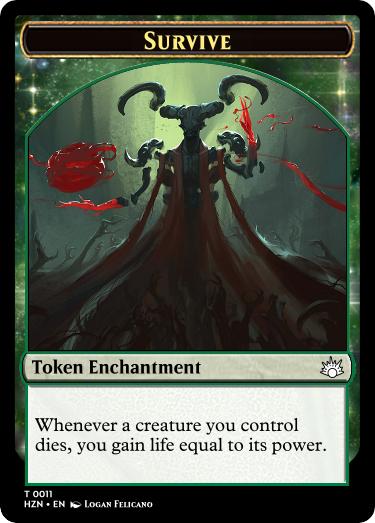 Survive
Token Enchantment
Whenever a creature you control
dies, you gain life equal to its power.
T 0011
HZN • EN Logan Felicano